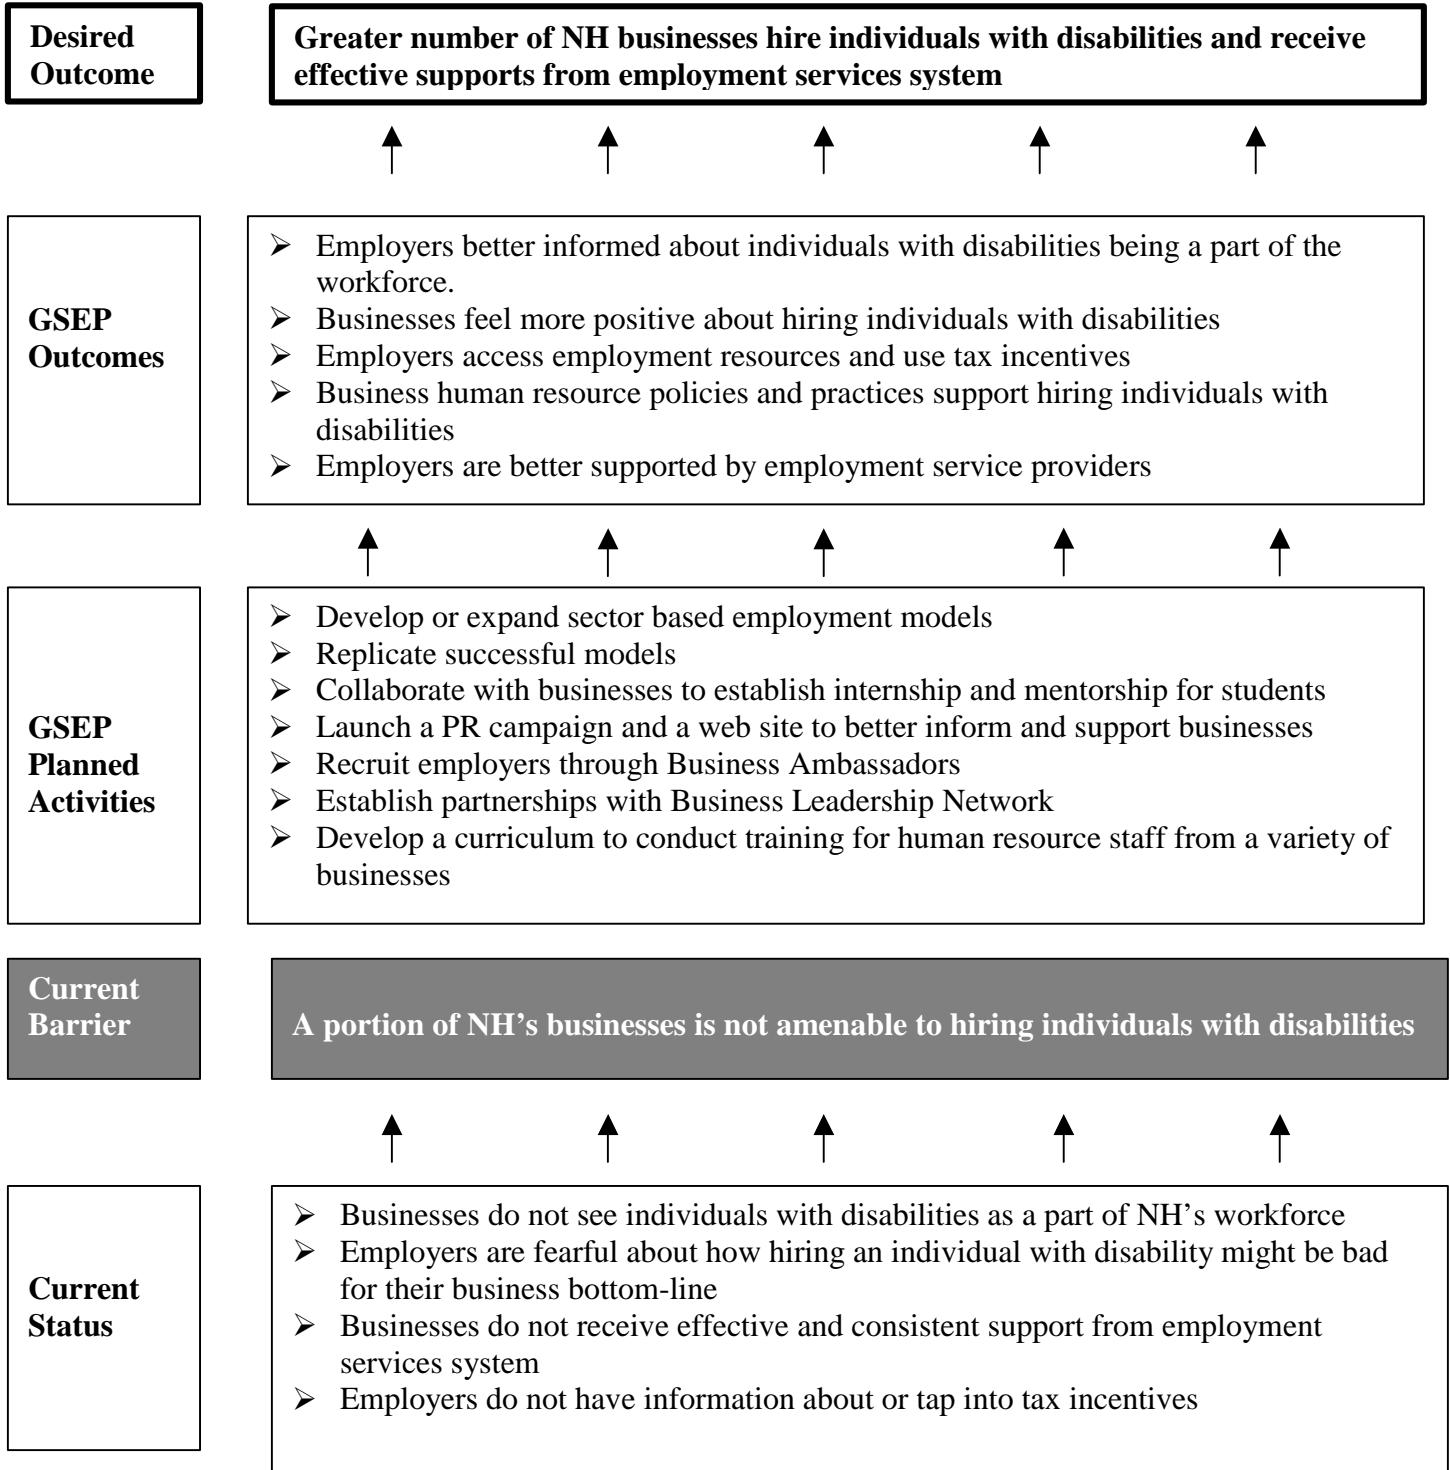 Desired
Outcome
Greater number of NH businesses hire individuals with disabilities and receive
effective supports from employment services system
GSEP
Outcomes
➢ Employers better informed about individuals with disabilities being a part of the
workforce.
➢ Businesses feel more positive about hiring individuals with disabilities
➢ Employers access employment resources and use tax incentives
➢ Business human resource policies and practices support hiring individuals with
disabilities
➢ Employers are better supported by employment service providers
GSEP
Planned
Activities
➢ Develop or expand sector based employment models
➢ Replicate successful models
➢ Collaborate with businesses to establish internship and mentorship for students
➢ Launch a PR campaign and a web site to better inform and support businesses
➢ Recruit employers through Business Ambassadors
➢ Establish partnerships with Business Leadership Network
➢ Develop a curriculum to conduct training for human resource staff from a variety of
businesses
Current
Barrier
A portion of NH’s businesses is not amenable to hiring individuals with disabilities
Current
Status
➢ Businesses do not see individuals with disabilities as a part of NH’s workforce
➢ Employers are fearful about how hiring an individual with disability might be bad
for their business bottom-line
➢ Businesses do not receive effective and consistent support from employment
services system
➢ Employers do not have information about or tap into tax incentives